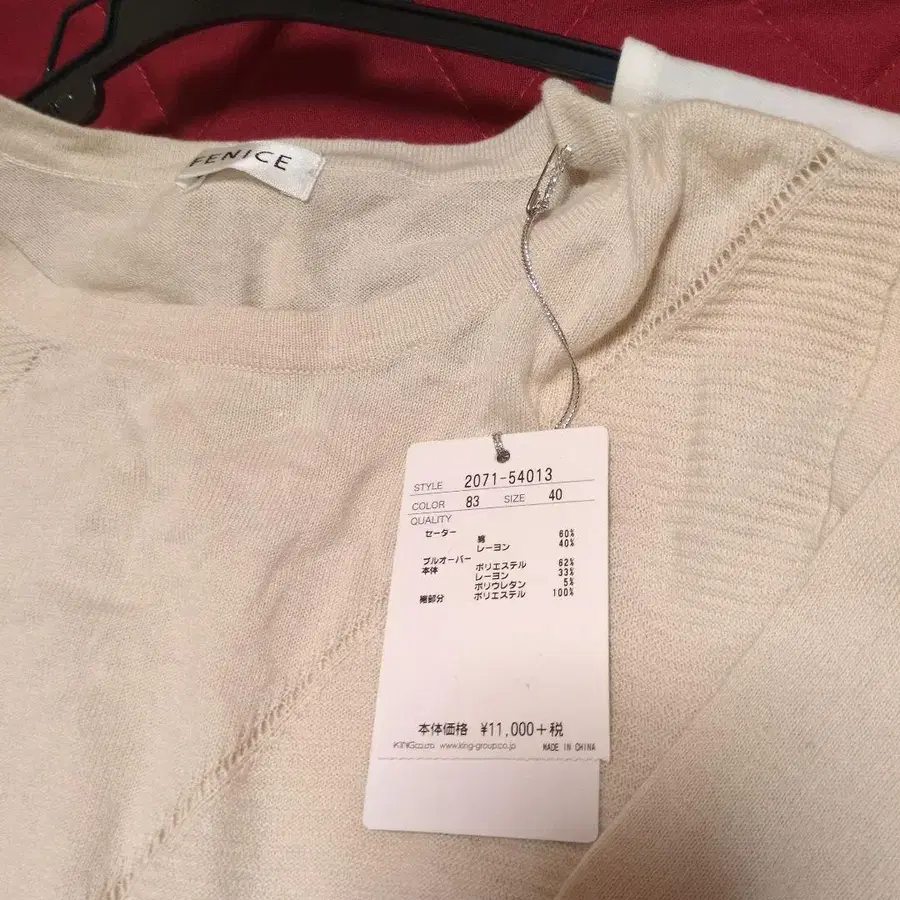 FENICE
STYLE 2071-54013
COLOR 83 SIZE 40
QUALITY
セーター
綿 60%
レーヨン 40%
プルオーバー
本体 ポリエステル 62%
レーヨン 33%
ポリウレタン 5%
裾部分 ポリエステル 100%
本体価格 ¥11,000+税
KING co.,LTD. www.king-group.co.jp MADE IN CHINA